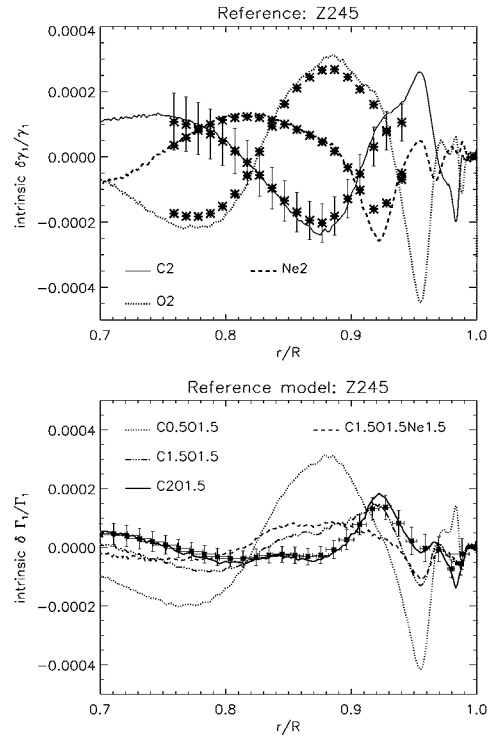 Reference: Z245
0.0004
0.0002
0.0000
−0.0002
−0.0004
intrinsic δγ₁/γ₁
C2
Ne2
O2
0.7 0.8 0.9 1.0
r/R
Reference model: Z245
0.0004
0.0002
0.0000
−0.0002
−0.0004
intrinsic δ Γ₁/Γ₁
C0.5O1.5
C1.5O1.5Ne1.5
C1.5O1.5
C2O1.5
0.7 0.8 0.9 1.0
r/R